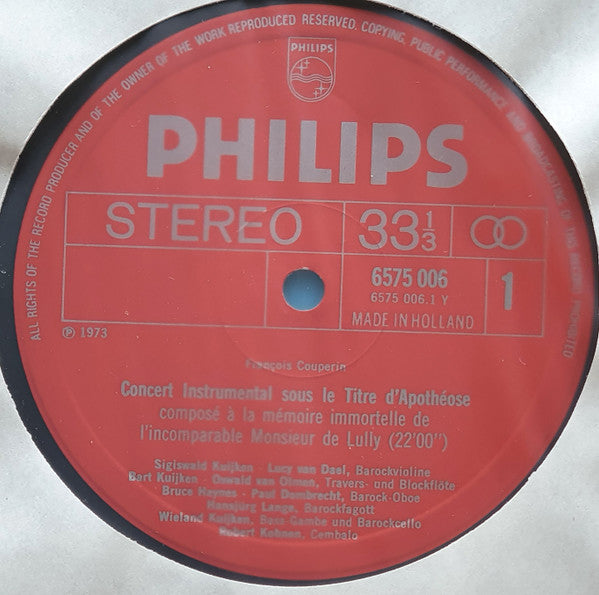 ALL RIGHTS OF THE RECORD PRODUCER AND OF THE OWNER OF THE WORK REPRODUCED RESERVED. COPYING, PUBLIC PERFORMANCE AND BROADCASTING OF THIS RECORD PROHIBITED
PHILIPS
PHILIPS
STEREO
33 1/3
6575 006
6575 006.1 Y
1
MADE IN HOLLAND
℗ 1973
François Couperin
Concert Instrumental sous le Titre d'Apothéose
composé à la mémoire immortelle de
l'incomparable Monsieur de Lully (22'00")
Sigiswald Kuijken · Lucy van Dael, Barockvioline
Bart Kuijken · Oswald van Olmen, Travers- und Blockflöte
Bruce Haynes · Paul Dombrecht, Barock-Oboe
Hansjürg Lange, Barockfagott
Wieland Kuijken, Bass-Gambe und Barockcello
Robert Kohnen, Cembalo